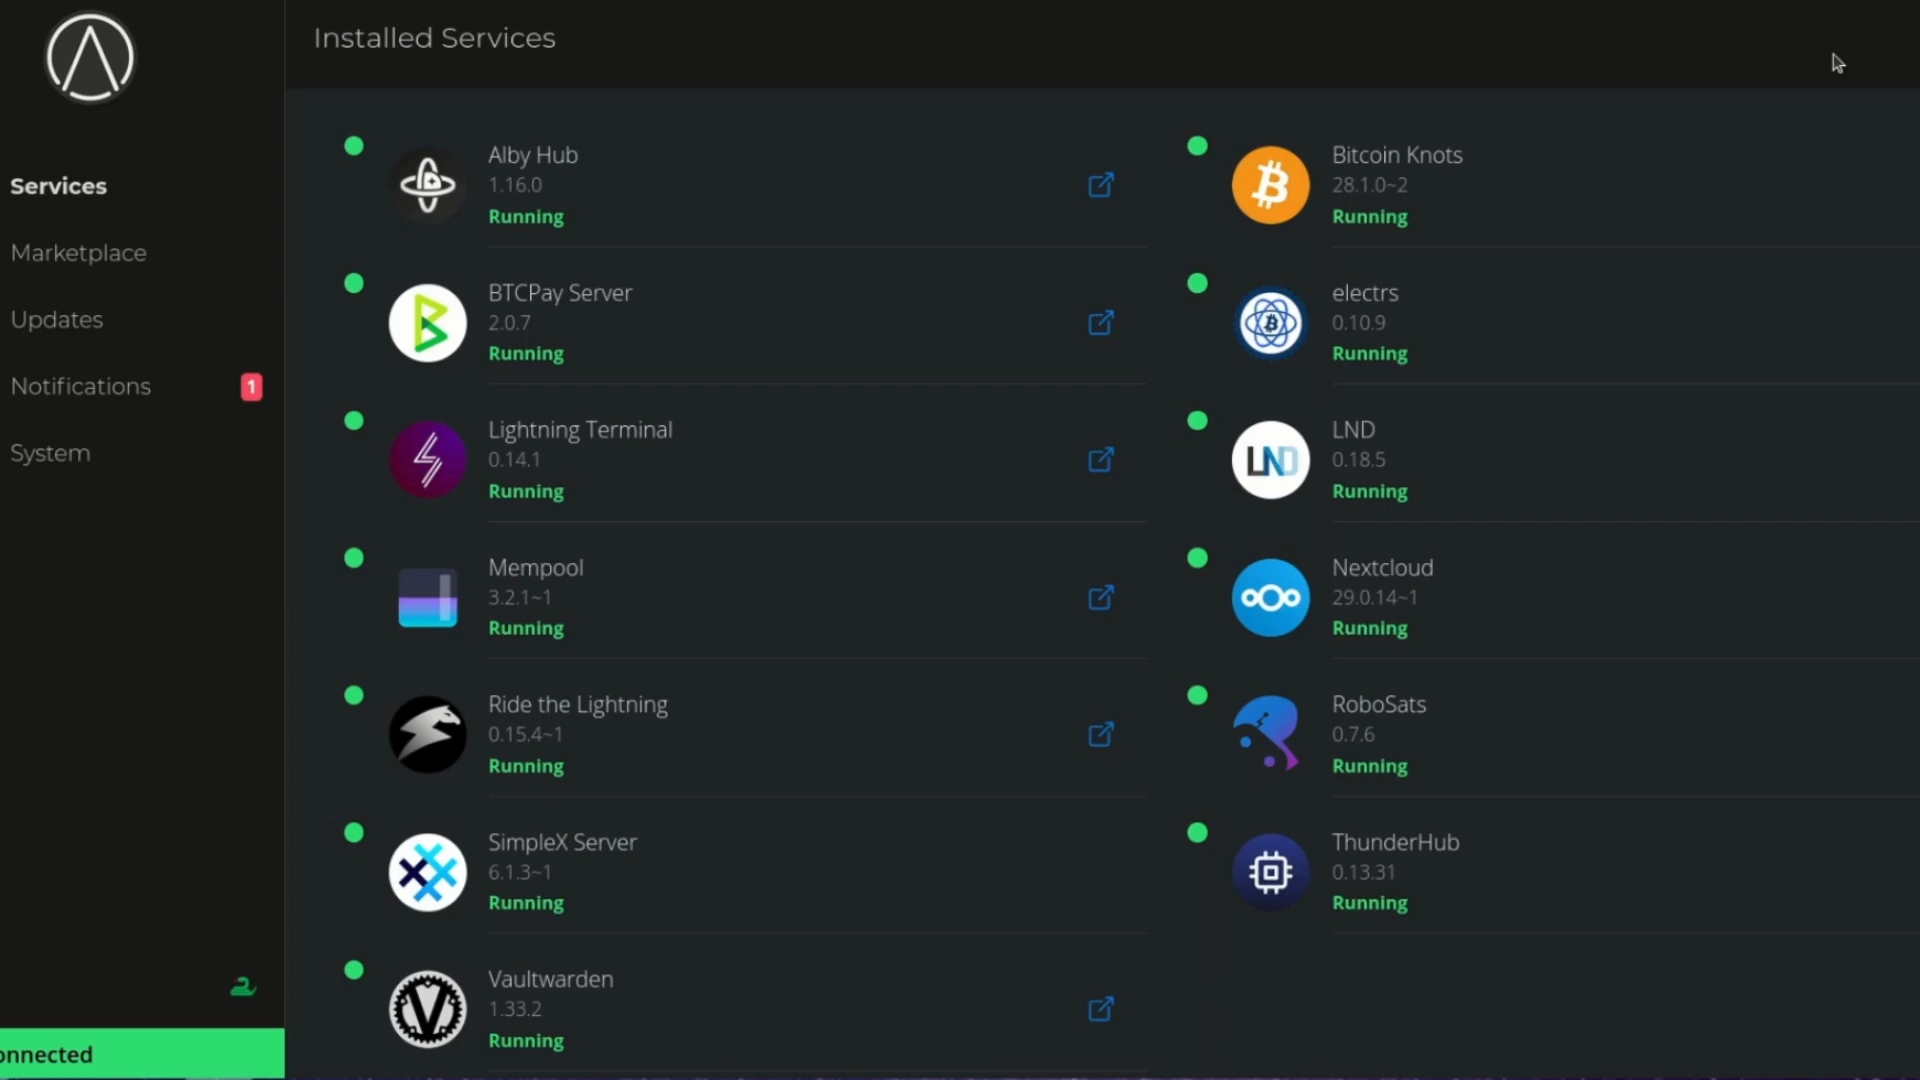 Installed Services
Services
Marketplace
Updates
Notifications 1
System
onnected
Alby Hub
1.16.0
Running
Bitcoin Knots
28.1.0~2
Running
BTCPay Server
2.0.7
Running
electrs
0.10.9
Running
Lightning Terminal
0.14.1
Running
LND
LND
0.18.5
Running
Mempool
3.2.1~1
Running
Nextcloud
29.0.14~1
Running
Ride the Lightning
0.15.4~1
Running
RoboSats
0.7.6
Running
SimpleX Server
6.1.3~1
Running
ThunderHub
0.13.31
Running
Vaultwarden
1.33.2
Running